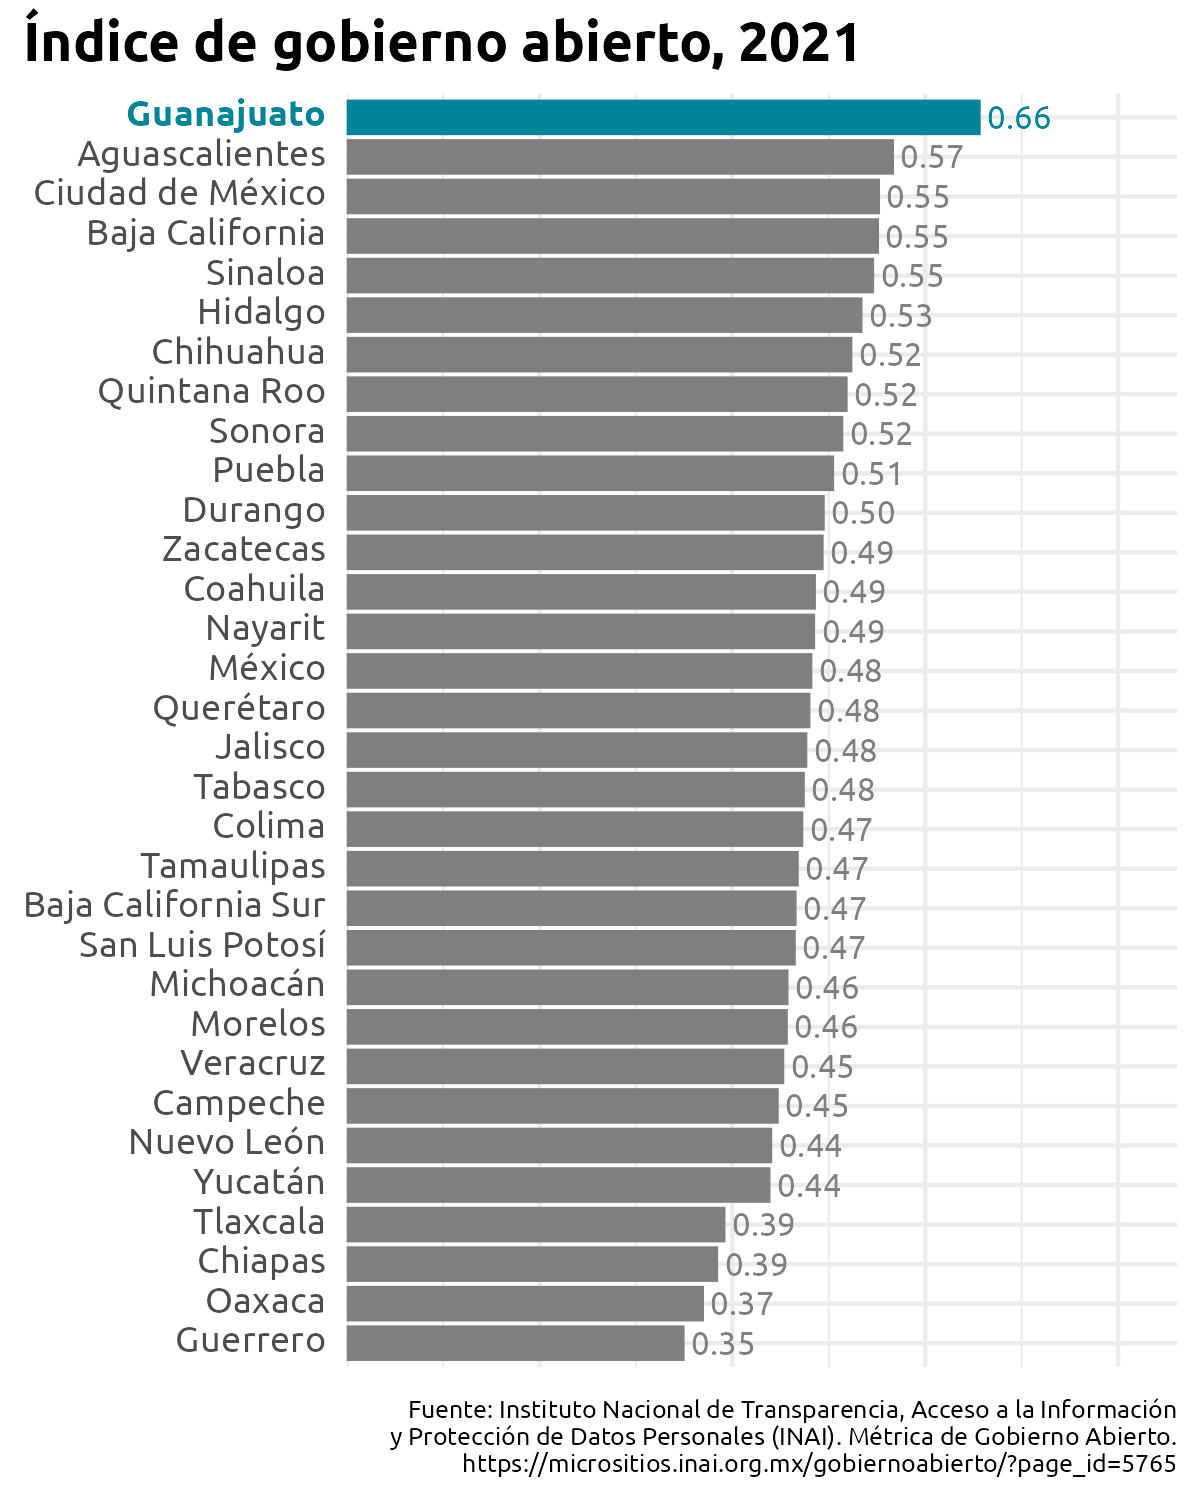 Índice de gobierno abierto, 2021
Guanajuato 0.66
Aguascalientes 0.57
Ciudad de México 0.55
Baja California 0.55
Sinaloa 0.55
Hidalgo 0.53
Chihuahua 0.52
Quintana Roo 0.52
Sonora 0.52
Puebla 0.51
Durango 0.50
Zacatecas 0.49
Coahuila 0.49
Nayarit 0.49
México 0.48
Querétaro 0.48
Jalisco 0.48
Tabasco 0.48
Colima 0.47
Tamaulipas 0.47
Baja California Sur 0.47
San Luis Potosí 0.47
Michoacán 0.46
Morelos 0.46
Veracruz 0.45
Campeche 0.45
Nuevo León 0.44
Yucatán 0.44
Tlaxcala 0.39
Chiapas 0.39
Oaxaca 0.37
Guerrero 0.35
Fuente: Instituto Nacional de Transparencia, Acceso a la Información
y Protección de Datos Personales (INAI). Métrica de Gobierno Abierto.
https://micrositios.inai.org.mx/gobiernoabierto/?page_id=5765